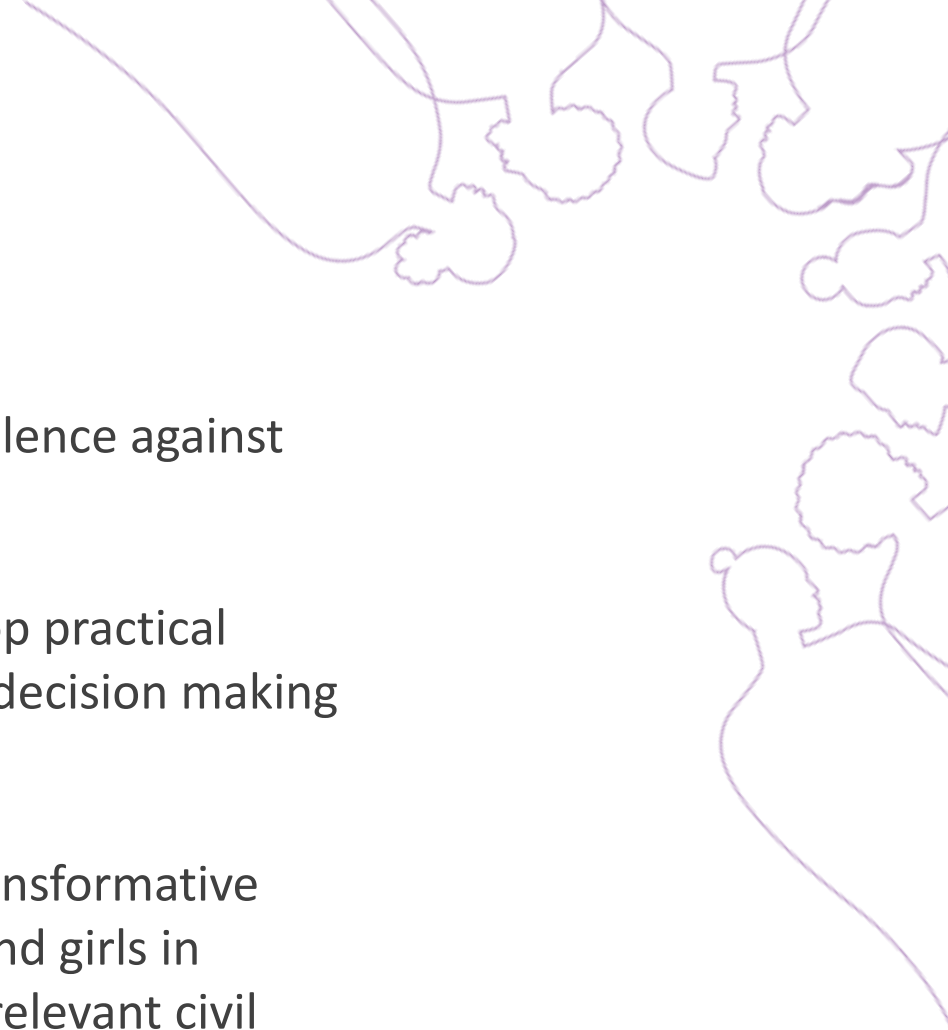 lence against
p practical
decision making
nsformative
nd girls in
relevant civil